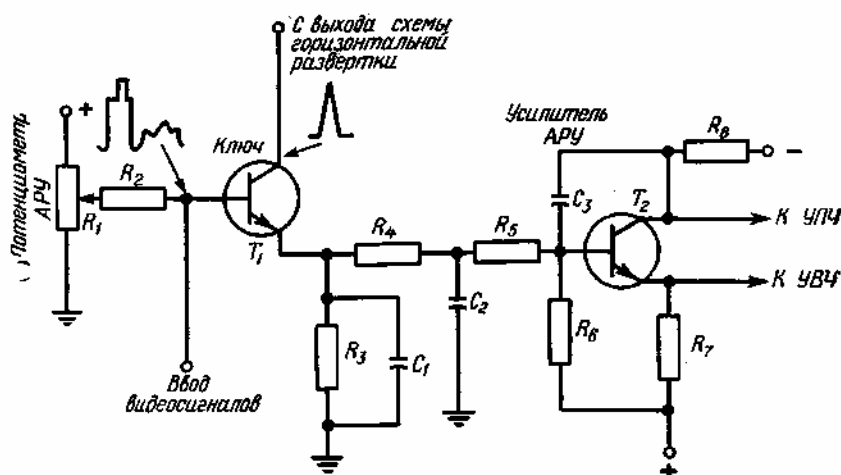 С выхода схемы
горизонтальной
развертки
+
Ключ
Усилитель
АРУ
R8
–
Потенциометр
АРУ
R2
R1
T1
C3
T2
К УПЧ
R4
R5
К УВЧ
C2
R3
C1
R6
R7
Ввод
видеосигналов
+